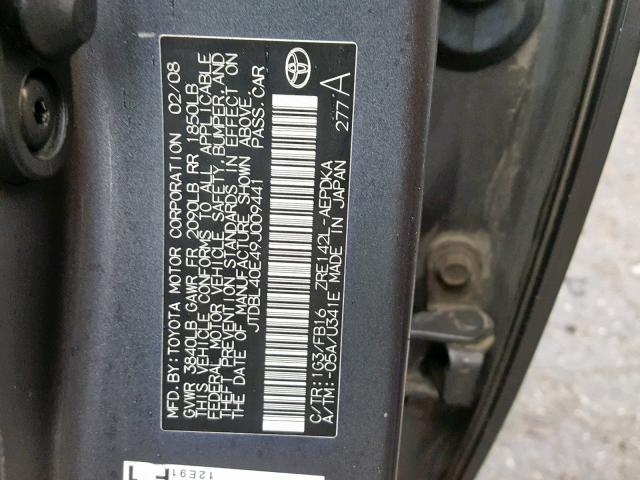 MFD.BY:TOYOTA MOTOR CORPORATION 02/08
GVWR 3840LB GAWR FR 2090LB RR 1850LB
THIS VEHICLE CONFORMS TO ALL APPLICABLE
FEDERAL MOTOR VEHICLE SAFETY, BUMPER, AND
THEFT PREVENTION STANDARDS IN EFFECT ON
THE DATE OF MANUFACTURE SHOWN ABOVE.
JTDBL40E49J009441 PASS.CAR
C/TR:1G3/FB16 ZRE142L-AEPDKA
A/TM:-05A/U341E MADE IN JAPAN
277 A
12E91